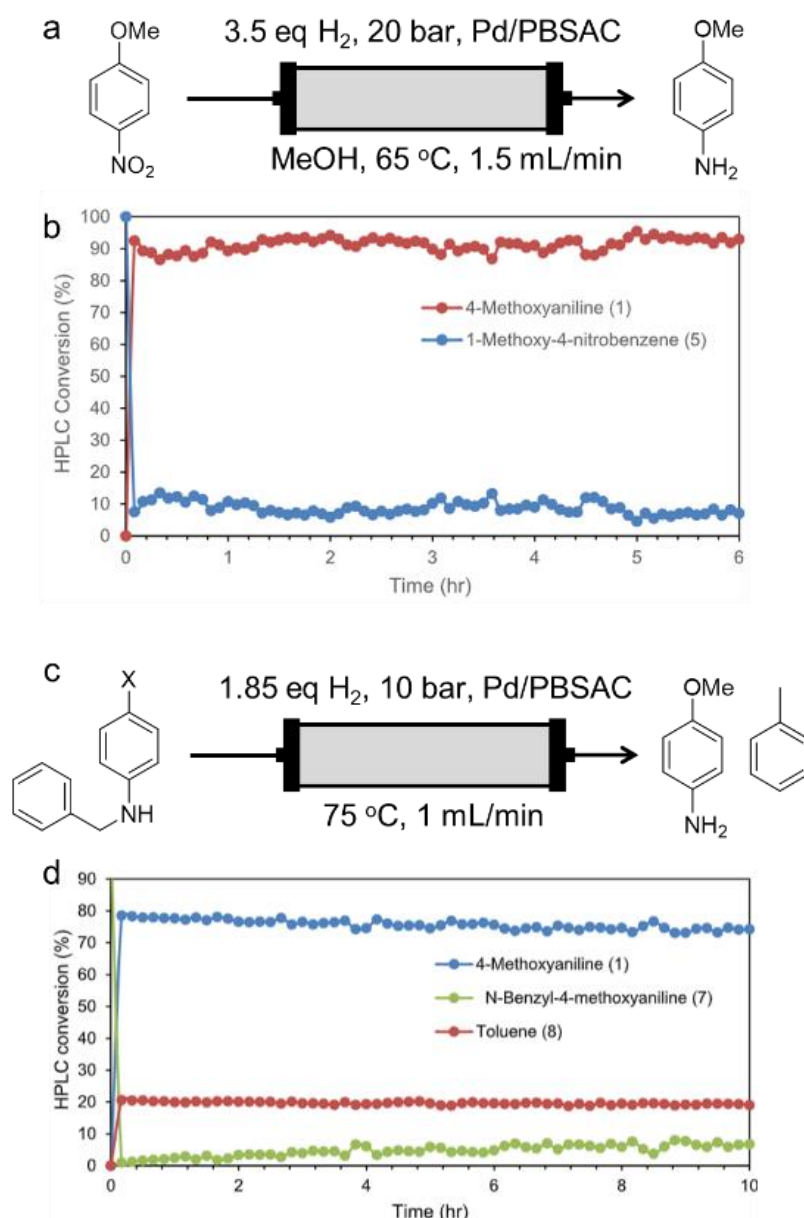 a
OMe
NO2
3.5 eq H2, 20 bar, Pd/PBSAC
MeOH, 65 °C, 1.5 mL/min
OMe
NH2
b
HPLC Conversion (%)
100
90
80
70
60
50
40
30
20
10
0
4-Methoxyaniline (1)
1-Methoxy-4-nitrobenzene (5)
0 1 2 3 4 5 6
Time (hr)
c
X
NH
1.85 eq H2, 10 bar, Pd/PBSAC
75 °C, 1 mL/min
OMe
NH2
d
HPLC conversion (%)
90
80
70
60
50
40
30
20
10
0
4-Methoxyaniline (1)
N-Benzyl-4-methoxyaniline (7)
Toluene (8)
0 2 4 6 8 10
Time (hr)